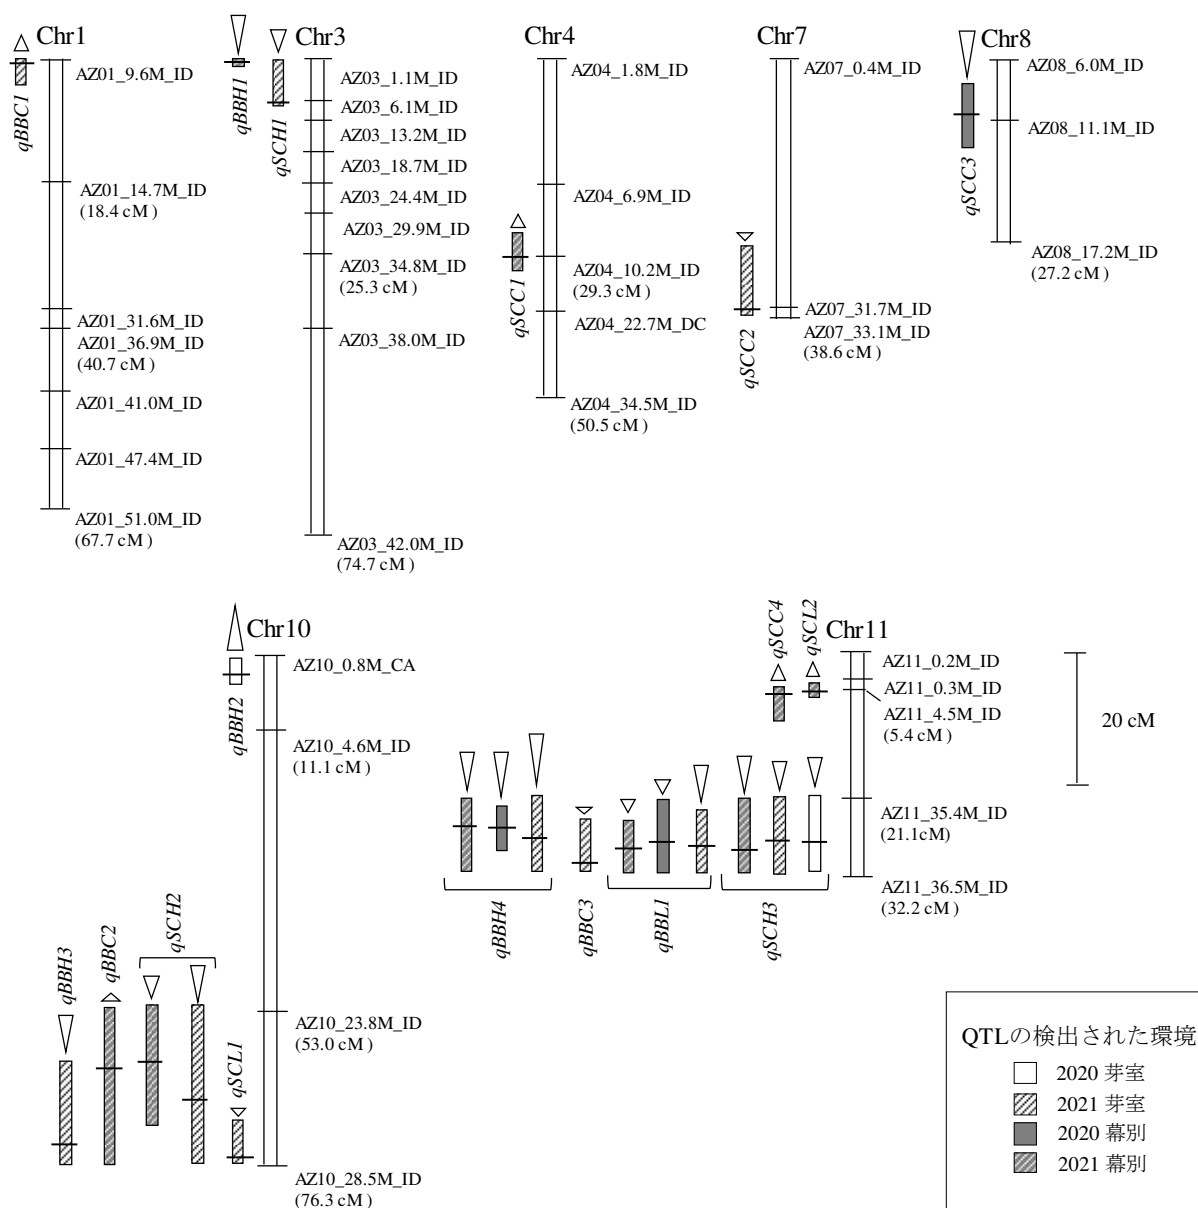 Chr1
AZ01_9.6M_ID
AZ01_14.7M_ID
(18.4 cM)
AZ01_31.6M_ID
AZ01_36.9M_ID
(40.7 cM)
AZ01_41.0M_ID
AZ01_47.4M_ID
AZ01_51.0M_ID
(67.7 cM)
qBBC1
Chr3
AZ03_1.1M_ID
AZ03_6.1M_ID
AZ03_13.2M_ID
AZ03_18.7M_ID
AZ03_24.4M_ID
AZ03_29.9M_ID
AZ03_34.8M_ID
(25.3 cM)
AZ03_38.0M_ID
AZ03_42.0M_ID
(74.7 cM)
qBBH1
qSCH1
Chr4
AZ04_1.8M_ID
AZ04_6.9M_ID
AZ04_10.2M_ID
(29.3 cM)
AZ04_22.7M_DC
AZ04_34.5M_ID
(50.5 cM)
qSCC1
Chr7
AZ07_0.4M_ID
AZ07_31.7M_ID
AZ07_33.1M_ID
(38.6 cM)
qSCC2
Chr8
AZ08_6.0M_ID
AZ08_11.1M_ID
AZ08_17.2M_ID
(27.2 cM)
qSCC3
Chr10
AZ10_0.8M_CA
AZ10_4.6M_ID
(11.1 cM)
AZ10_23.8M_ID
(53.0 cM)
AZ10_28.5M_ID
(76.3 cM)
qBBH2
qBBH3
qBBC2
qSCH2
qSCL1
Chr11
AZ11_0.2M_ID
AZ11_0.3M_ID
AZ11_4.5M_ID
(5.4 cM)
AZ11_35.4M_ID
(21.1cM)
AZ11_36.5M_ID
(32.2 cM)
qSCC4
qSCL2
qBBH4
qBBC3
qBBL1
qSCH3
20 cM
QTLの検出された環境
2020 芽室
2021 芽室
2020 幕別
2021 幕別